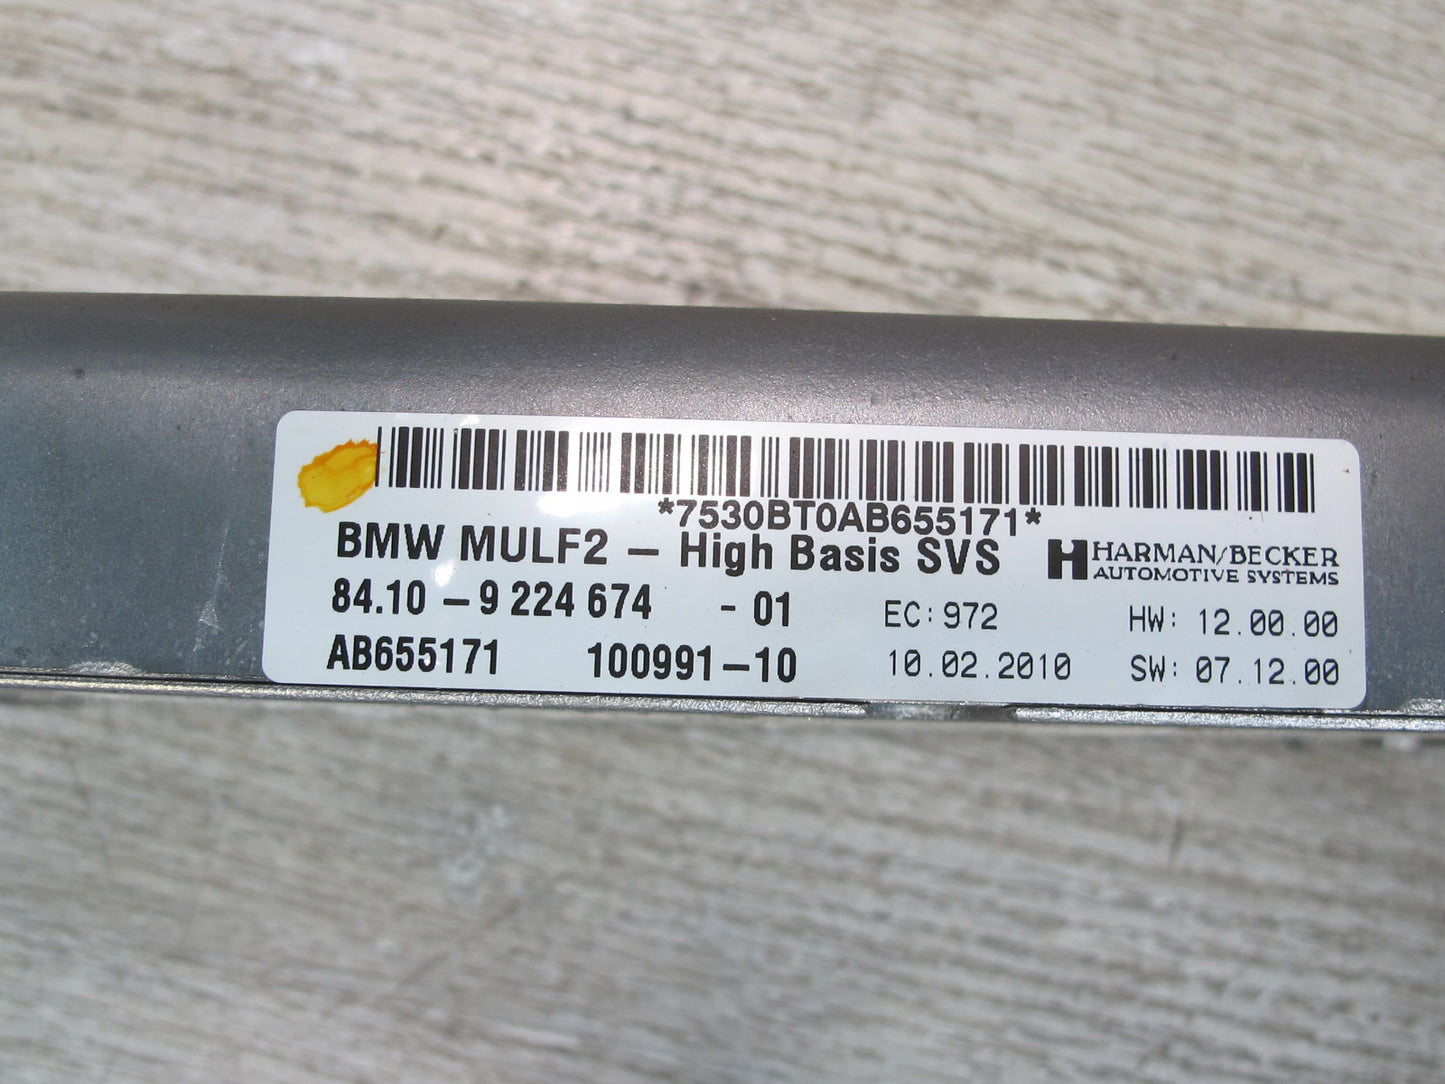 *7530BT0AB655171*
BMW MULF2 – High Basis SVS
HARMAN/BECKER
AUTOMOTIVE SYSTEMS
84.10 – 9 224 674 - 01 EC: 972 HW: 12.00.00
AB655171 100991–10 10.02.2010 SW: 07.12.00